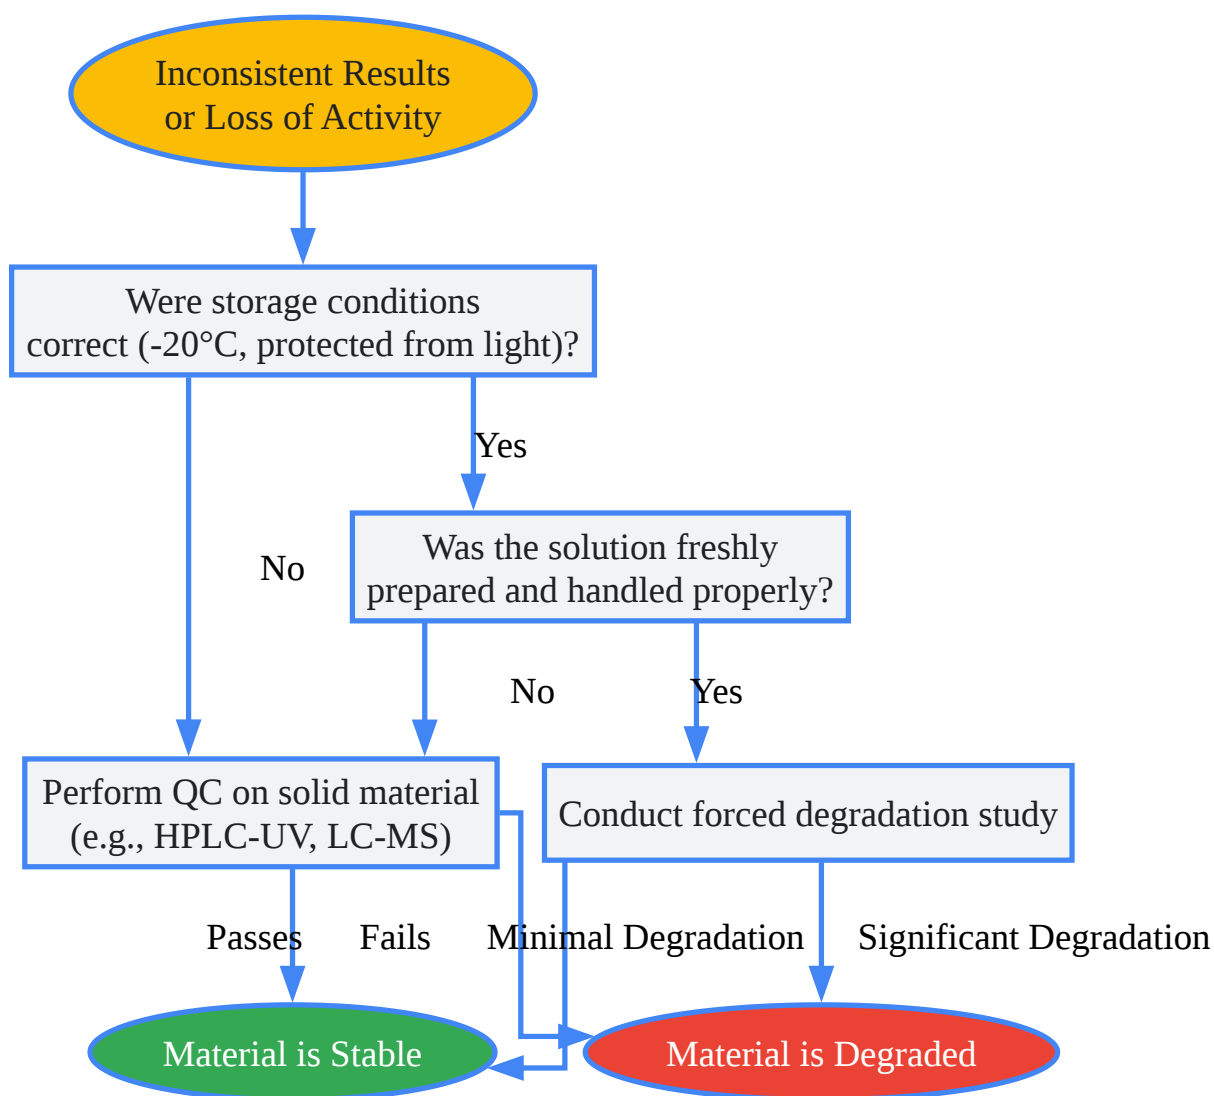 Inconsistent Results
or Loss of Activity
Were storage conditions
correct (-20°C, protected from light)?
Yes
Was the solution freshly
prepared and handled properly?
No
No
Yes
Perform QC on solid material
(e.g., HPLC-UV, LC-MS)
Conduct forced degradation study
Passes
Fails
Minimal Degradation
Significant Degradation
Material is Stable
Material is Degraded